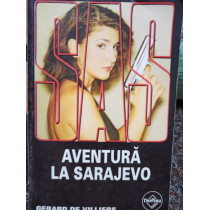 SAS
AVENTURĂ
LA SARAJEVO
GERARD DE VILLIERS